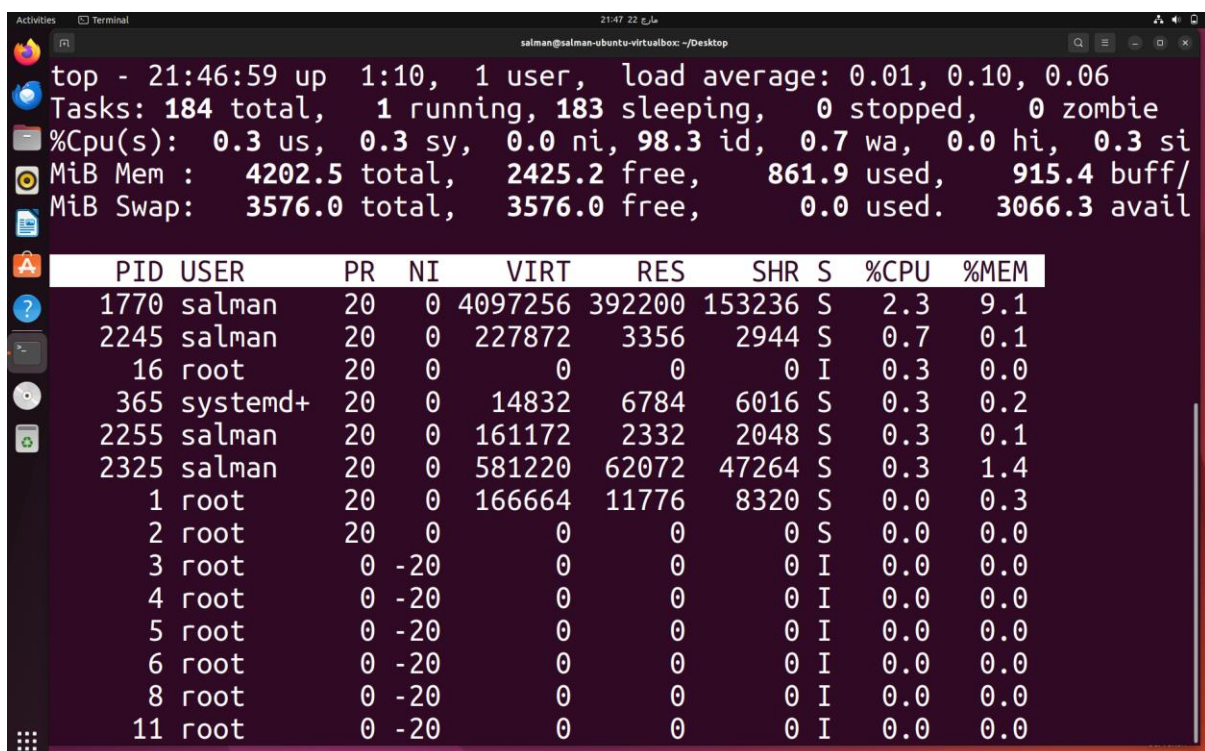 Activities Terminal 21:47 22 مارچ
salman@salman-ubuntu-virtualbox: ~/Desktop
top - 21:46:59 up  1:10,  1 user,  load average: 0.01, 0.10, 0.06
Tasks: 184 total,   1 running, 183 sleeping,   0 stopped,   0 zombie
%Cpu(s):  0.3 us,  0.3 sy,  0.0 ni, 98.3 id,  0.7 wa,  0.0 hi,  0.3 si
MiB Mem :   4202.5 total,   2425.2 free,    861.9 used,    915.4 buff/
MiB Swap:   3576.0 total,   3576.0 free,      0.0 used.   3066.3 avail
PID USER PR NI VIRT RES SHR S %CPU %MEM
1770 salman 20 0 4097256 392200 153236 S 2.3 9.1
2245 salman 20 0 227872 3356 2944 S 0.7 0.1
16 root 20 0 0 0 0 I 0.3 0.0
365 systemd+ 20 0 14832 6784 6016 S 0.3 0.2
2255 salman 20 0 161172 2332 2048 S 0.3 0.1
2325 salman 20 0 581220 62072 47264 S 0.3 1.4
1 root 20 0 166664 11776 8320 S 0.0 0.3
2 root 20 0 0 0 0 S 0.0 0.0
3 root 0 -20 0 0 0 I 0.0 0.0
4 root 0 -20 0 0 0 I 0.0 0.0
5 root 0 -20 0 0 0 I 0.0 0.0
6 root 0 -20 0 0 0 I 0.0 0.0
8 root 0 -20 0 0 0 I 0.0 0.0
11 root 0 -20 0 0 0 I 0.0 0.0